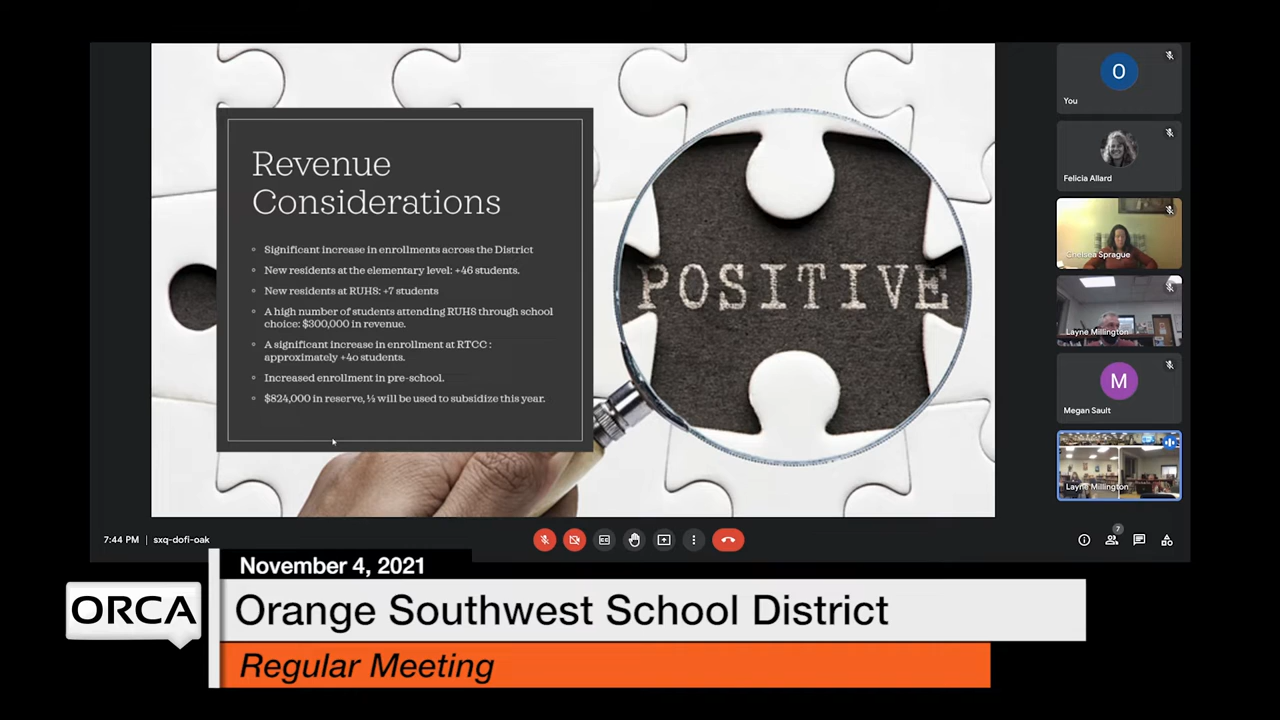 Revenue
Considerations
Significant increase in enrollments across the District
New residents at the elementary level: +46 students.
New residents at RUHS: +7 students
A high number of students attending RUHS through school
choice: $300,000 in revenue.
A significant increase in enrollment at RTCC :
approximately +4o students.
Increased enrollment in pre-school.
$824,000 in reserve, ½ will be used to subsidize this year.
POSITIVE
O
You
Felicia Allard
Chelsea Sprague
Layne Millington
M
Megan Sault
Layne Millington
7:44 PM | sxq-dofi-oak
7
November 4, 2021
ORCA
Orange Southwest School District
Regular Meeting